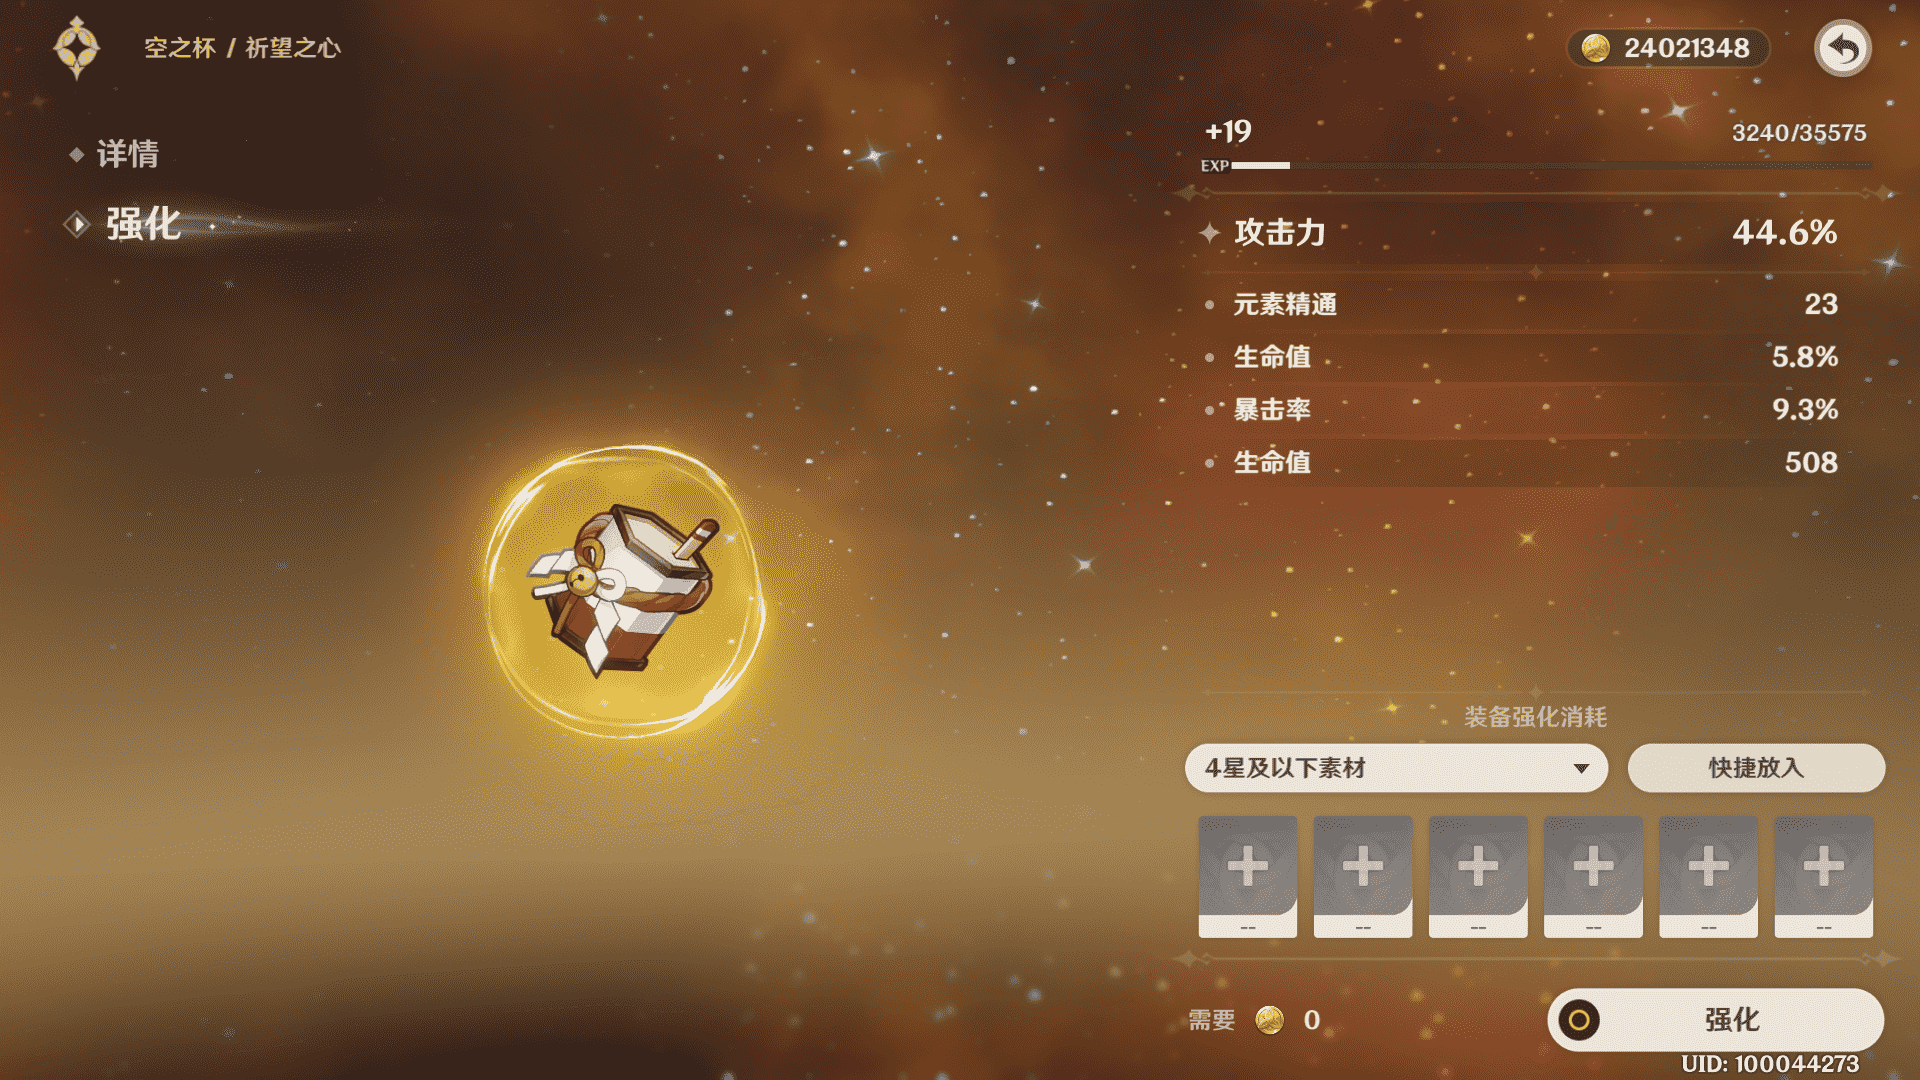 空之杯 / 祈望之心
24021348
详情
强化
+19
3240/35575
EXP
攻击力 44.6%
元素精通 23
生命值 5.8%
暴击率 9.3%
生命值 508
装备强化消耗
4星及以下素材
快捷放入
-- -- -- -- -- --
需要 0
强化
UID: 100044273